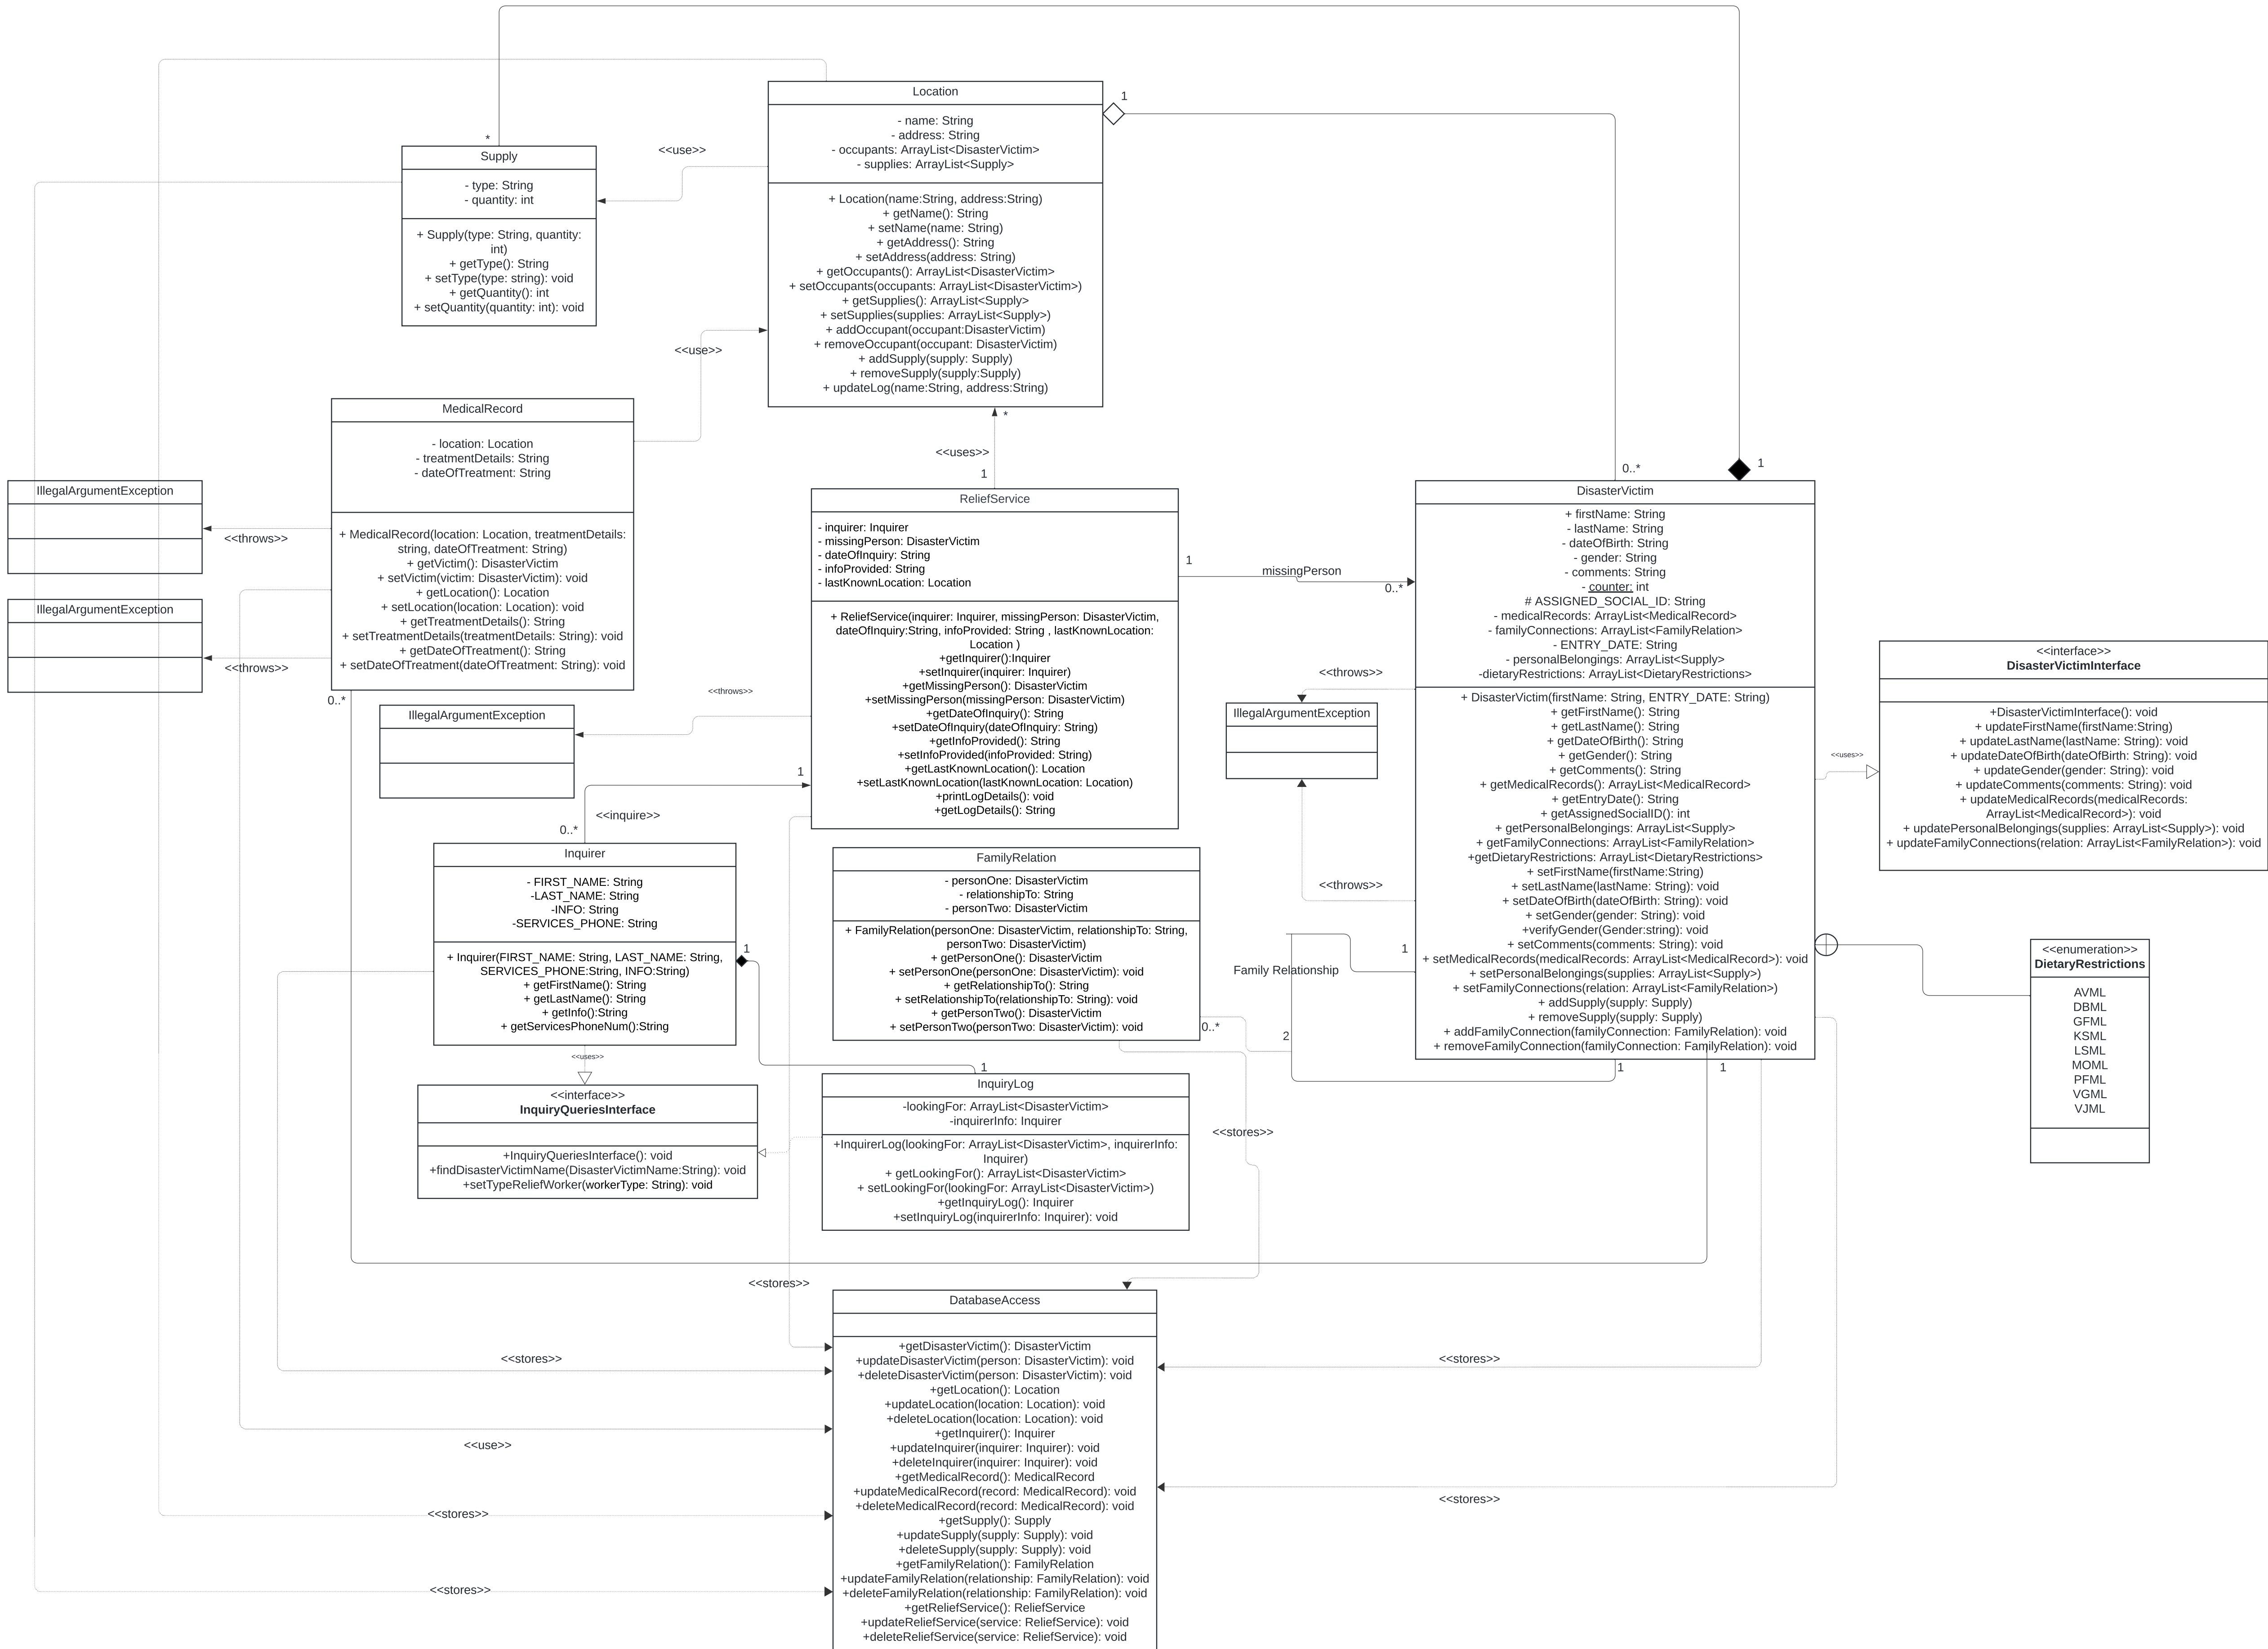 1
Location
- name: String
- address: String
- occupants: ArrayList<DisasterVictim>
- supplies: ArrayList<Supply>
+ Location(name:String, address:String)
+ getName(): String
+ setName(name: String)
+ getAddress(): String
+ setAddress(address: String)
+ getOccupants(): ArrayList<DisasterVictim>
+ setOccupants(occupants: ArrayList<DisasterVictim>)
+ getSupplies(): ArrayList<Supply>
+ setSupplies(supplies: ArrayList<Supply>)
+ addOccupant(occupant:DisasterVictim)
+ removeOccupant(occupant: DisasterVictim)
+ addSupply(supply: Supply)
+ removeSupply(supply:Supply)
+ updateLog(name:String, address:String)
*
<<use>>
Supply
- type: String
- quantity: int
+ Supply(type: String, quantity:
int)
+ getType(): String
+ setType(type: string): void
+ getQuantity(): int
+ setQuantity(quantity: int): void
<<use>>
MedicalRecord
- location: Location
- treatmentDetails: String
- dateOfTreatment: String
+ MedicalRecord(location: Location, treatmentDetails:
string, dateOfTreatment: String)
+ getVictim(): DisasterVictim
+ setVictim(victim: DisasterVictim): void
+ getLocation(): Location
+ setLocation(location: Location): void
+ getTreatmentDetails(): String
+ setTreatmentDetails(treatmentDetails: String): void
+ getDateOfTreatment(): String
+ setDateOfTreatment(dateOfTreatment: String): void
0..*
IllegalArgumentException
<<throws>>
IllegalArgumentException
<<throws>>
*
<<uses>>
1
ReliefService
- inquirer: Inquirer
- missingPerson: DisasterVictim
- dateOfInquiry: String
- infoProvided: String
- lastKnownLocation: Location
+ ReliefService(inquirer: Inquirer, missingPerson: DisasterVictim,
dateOfInquiry:String, infoProvided: String , lastKnownLocation:
Location )
+getInquirer():Inquirer
+setInquirer(inquirer: Inquirer)
+getMissingPerson(): DisasterVictim
+setMissingPerson(missingPerson: DisasterVictim)
+getDateOfInquiry(): String
+setDateOfInquiry(dateOfInquiry: String)
+getInfoProvided(): String
+setInfoProvided(infoProvided: String)
+getLastKnownLocation(): Location
+setLastKnownLocation(lastKnownLocation: Location)
+printLogDetails(): void
+getLogDetails(): String
1
missingPerson
0..*
0..*
1
DisasterVictim
+ firstName: String
- lastName: String
- dateOfBirth: String
- gender: String
- comments: String
- counter: int
# ASSIGNED_SOCIAL_ID: String
- medicalRecords: ArrayList<MedicalRecord>
- familyConnections: ArrayList<FamilyRelation>
- ENTRY_DATE: String
- personalBelongings: ArrayList<Supply>
-dietaryRestrictions: ArrayList<DietaryRestrictions>
+ DisasterVictim(firstName: String, ENTRY_DATE: String)
+ getFirstName(): String
+ getLastName(): String
+ getDateOfBirth(): String
+ getGender(): String
+ getComments(): String
+ getMedicalRecords(): ArrayList<MedicalRecord>
+ getEntryDate(): String
+ getAssignedSocialID(): int
+ getPersonalBelongings: ArrayList<Supply>
+ getFamilyConnections: ArrayList<FamilyRelation>
+getDietaryRestrictions: ArrayList<DietaryRestrictions>
+ setFirstName(firstName:String)
+ setLastName(lastName: String): void
+ setDateOfBirth(dateOfBirth: String): void
+ setGender(gender: String): void
+verifyGender(Gender:string): void
+ setComments(comments: String): void
+ setMedicalRecords(medicalRecords: ArrayList<MedicalRecord>): void
+ setPersonalBelongings(supplies: ArrayList<Supply>)
+ setFamilyConnections(relation: ArrayList<FamilyRelation>)
+ addSupply(supply: Supply)
+ removeSupply(supply: Supply)
+ addFamilyConnection(familyConnection: FamilyRelation): void
+ removeFamilyConnection(familyConnection: FamilyRelation): void
<<interface>>
DisasterVictimInterface
+DisasterVictimInterface(): void
+ updateFirstName(firstName:String)
+ updateLastName(lastName: String): void
+ updateDateOfBirth(dateOfBirth: String): void
+ updateGender(gender: String): void
+ updateComments(comments: String): void
+ updateMedicalRecords(medicalRecords:
ArrayList<MedicalRecord>): void
+ updatePersonalBelongings(supplies: ArrayList<Supply>): void
+ updateFamilyConnections(relation: ArrayList<FamilyRelation>): void
<<uses>>
<<throws>>
IllegalArgumentException
<<throws>>
<<throws>>
IllegalArgumentException
1
<<inquire>>
0..*
Inquirer
- FIRST_NAME: String
-LAST_NAME: String
-INFO: String
-SERVICES_PHONE: String
+ Inquirer(FIRST_NAME: String, LAST_NAME: String,
SERVICES_PHONE:String, INFO:String)
+ getFirstName(): String
+ getLastName(): String
+ getInfo():String
+ getServicesPhoneNum():String
1
FamilyRelation
- personOne: DisasterVictim
- relationshipTo: String
- personTwo: DisasterVictim
+ FamilyRelation(personOne: DisasterVictim, relationshipTo: String,
personTwo: DisasterVictim)
+ getPersonOne(): DisasterVictim
+ setPersonOne(personOne: DisasterVictim): void
+ getRelationshipTo(): String
+ setRelationshipTo(relationshipTo: String): void
+ getPersonTwo(): DisasterVictim
+ setPersonTwo(personTwo: DisasterVictim): void
0..*
1
Family Relationship
2
1
1
<<enumeration>>
DietaryRestrictions
AVML
DBML
GFML
KSML
LSML
MOML
PFML
VGML
VJML
<<uses>>
<<interface>>
InquiryQueriesInterface
+InquiryQueriesInterface(): void
+findDisasterVictimName(DisasterVictimName:String): void
+setTypeReliefWorker(workerType: String): void
1
InquiryLog
-lookingFor: ArrayList<DisasterVictim>
-inquirerInfo: Inquirer
+InquirerLog(lookingFor: ArrayList<DisasterVictim>, inquirerInfo:
Inquirer)
+ getLookingFor(): ArrayList<DisasterVictim>
+ setLookingFor(lookingFor: ArrayList<DisasterVictim>)
+getInquiryLog(): Inquirer
+setInquiryLog(inquirerInfo: Inquirer): void
<<stores>>
<<stores>>
<<stores>>
<<use>>
<<stores>>
<<stores>>
<<stores>>
<<stores>>
DatabaseAccess
+getDisasterVictim(): DisasterVictim
+updateDisasterVictim(person: DisasterVictim): void
+deleteDisasterVictim(person: DisasterVictim): void
+getLocation(): Location
+updateLocation(location: Location): void
+deleteLocation(location: Location): void
+getInquirer(): Inquirer
+updateInquirer(inquirer: Inquirer): void
+deleteInquirer(inquirer: Inquirer): void
+getMedicalRecord(): MedicalRecord
+updateMedicalRecord(record: MedicalRecord): void
+deleteMedicalRecord(record: MedicalRecord): void
+getSupply(): Supply
+updateSupply(supply: Supply): void
+deleteSupply(supply: Supply): void
+getFamilyRelation(): FamilyRelation
+updateFamilyRelation(relationship: FamilyRelation): void
+deleteFamilyRelation(relationship: FamilyRelation): void
+getReliefService(): ReliefService
+updateReliefService(service: ReliefService): void
+deleteReliefService(service: ReliefService): void